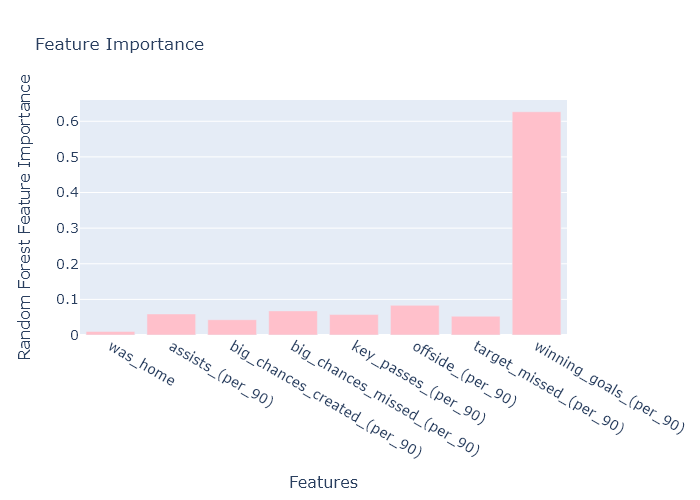 Feature Importance
Random Forest Feature Importance
0.6
0.5
0.4
0.3
0.2
0.1
0
was_home
assists_(per_90)
big_chances_created_(per_90)
big_chances_missed_(per_90)
key_passes_(per_90)
offside_(per_90)
target_missed_(per_90)
winning_goals_(per_90)
Features